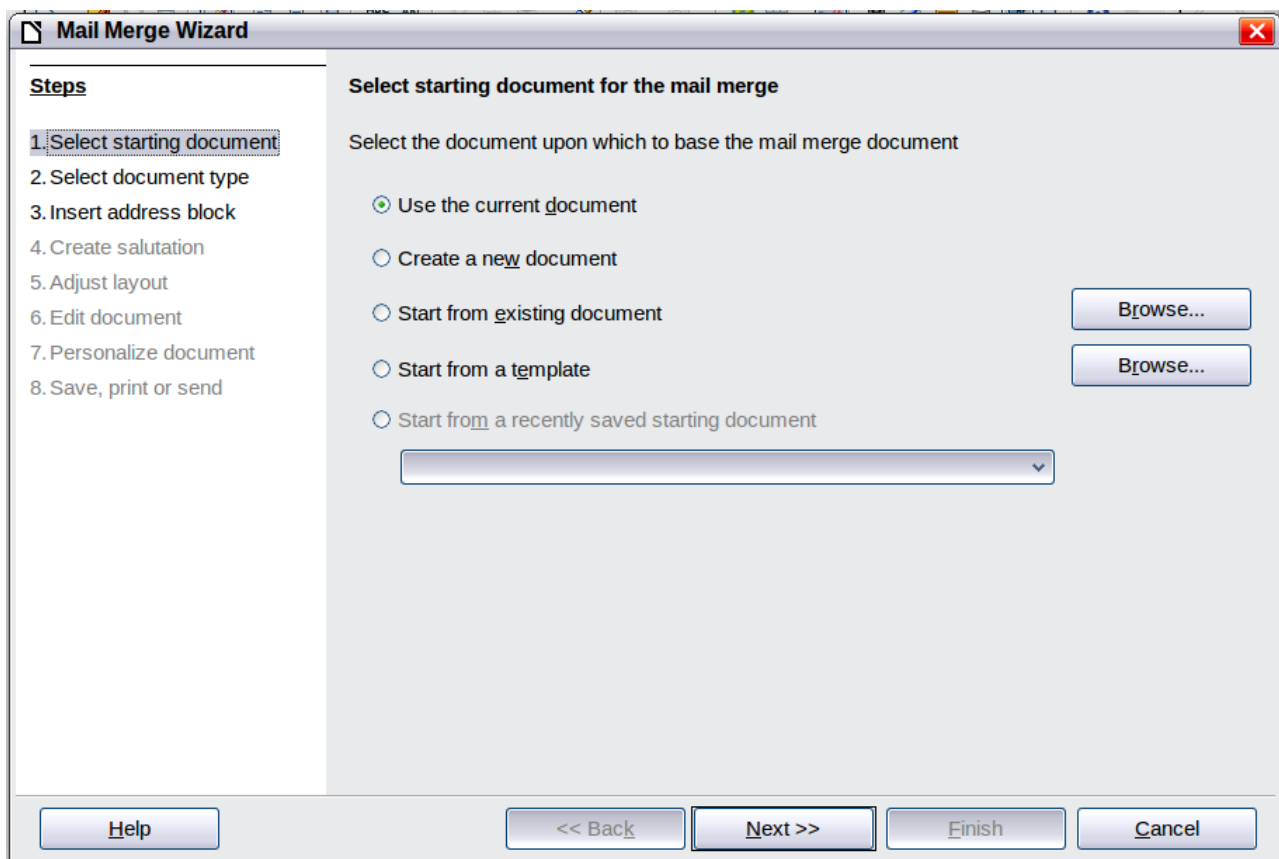 Mail Merge Wizard
Steps
1. Select starting document
2. Select document type
3. Insert address block
4. Create salutation
5. Adjust layout
6. Edit document
7. Personalize document
8. Save, print or send
Select starting document for the mail merge
Select the document upon which to base the mail merge document
Use the current document
Create a new document
Start from existing document
Browse...
Start from a template
Browse...
Start from a recently saved starting document
Help
<< Back
Next >>
Finish
Cancel